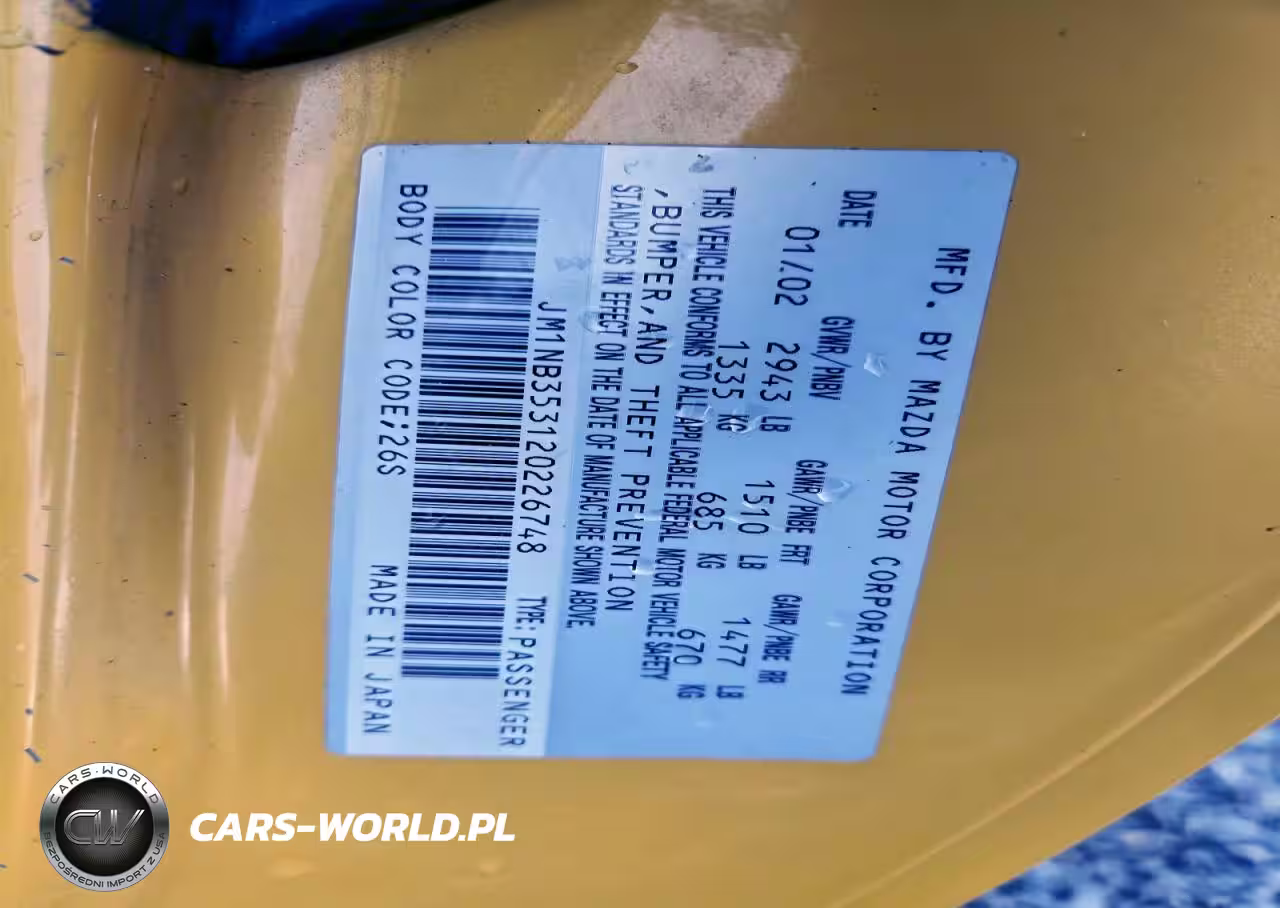 MFD. BY MAZDA MOTOR CORPORATION
DATE GVWR/PNBV GAWR/PNBE FRT GAWR/PNBE RR
01/02 2943 LB 1510 LB 1477 LB
1335 KG 685 KG 670 KG
THIS VEHICLE CONFORMS TO ALL APPLICABLE FEDERAL MOTOR VEHICLE SAFETY
,BUMPER,AND THEFT PREVENTION
STANDARDS IN EFFECT ON THE DATE OF MANUFACTURE SHOWN ABOVE.
JM1NB353120226748 TYPE:PASSENGER
BODY COLOR CODE;26S MADE IN JAPAN
CARS-WORLD
CW
BEZPOŚREDNI IMPORT Z USA
CARS-WORLD.PL